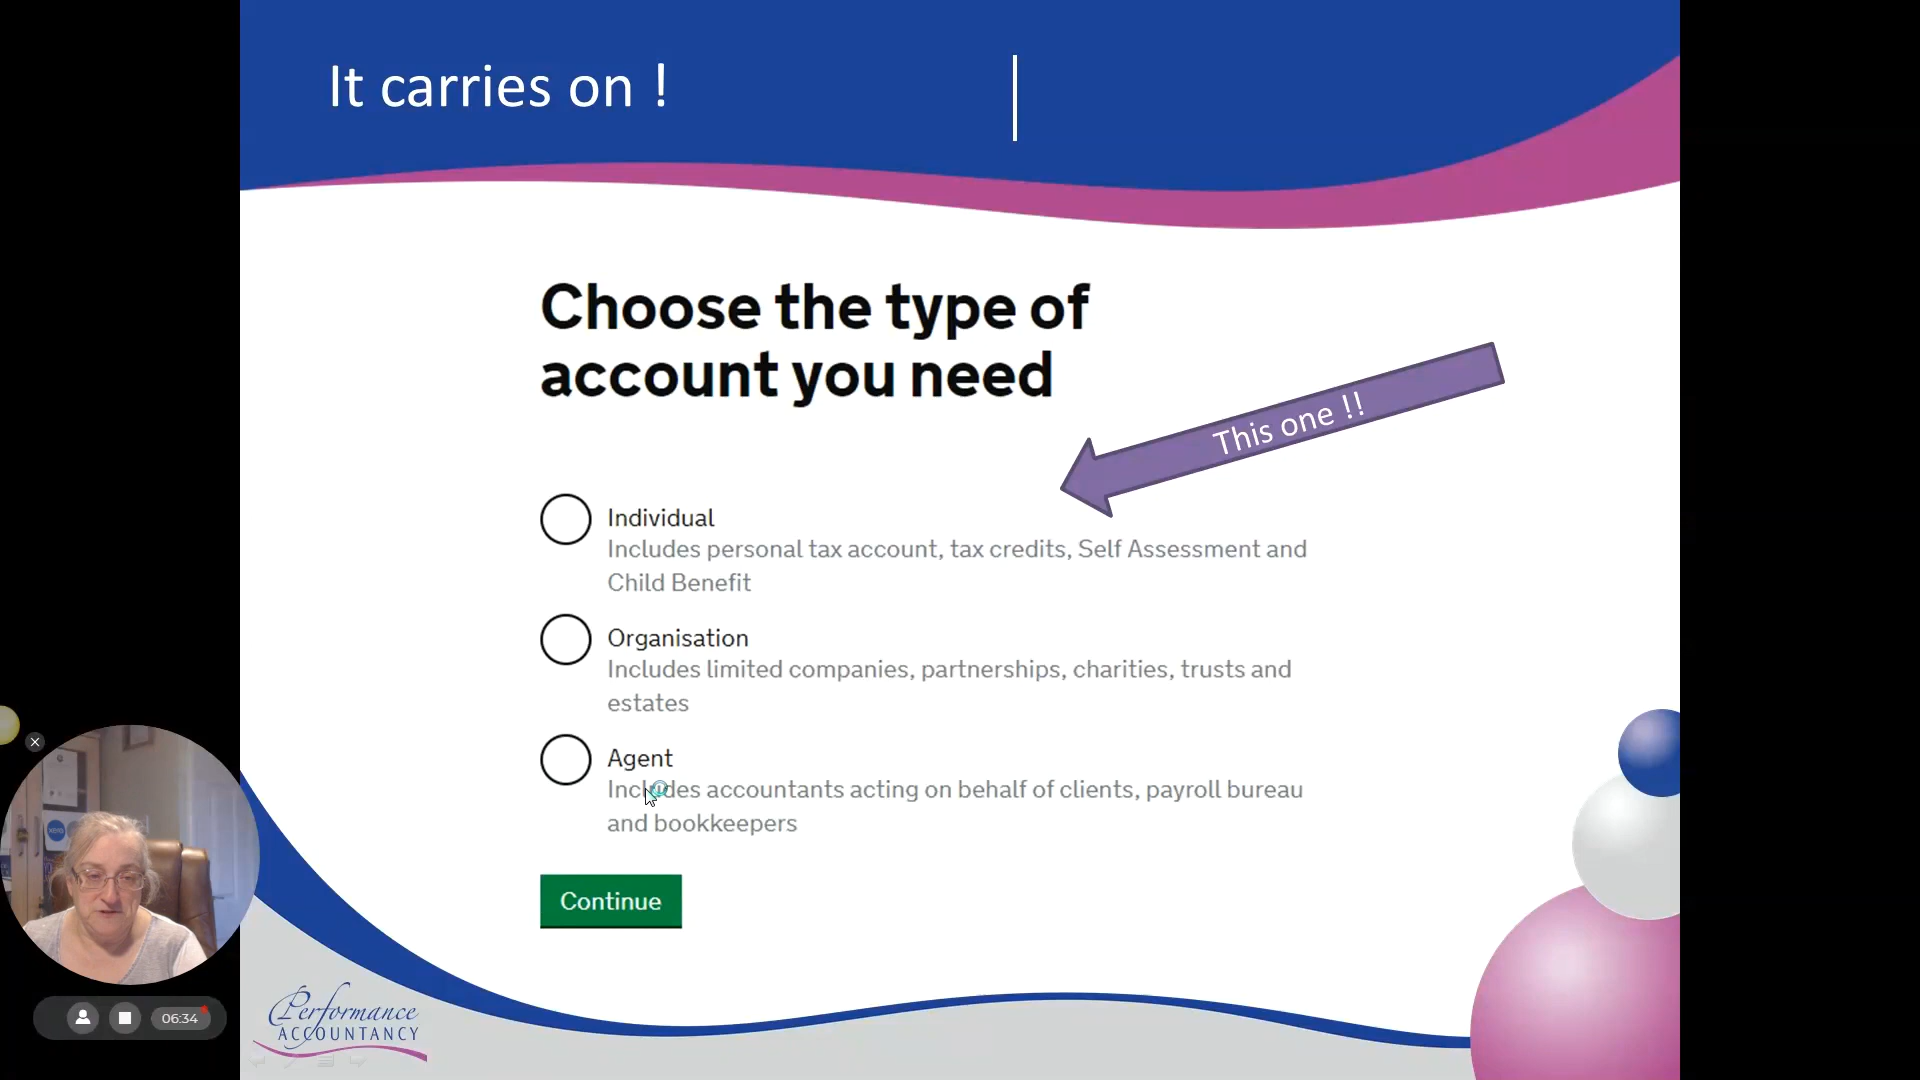 It carries on !
Choose the type of
account you need
This one !!
Individual
Includes personal tax account, tax credits, Self Assessment and
Child Benefit
Organisation
Includes limited companies, partnerships, charities, trusts and
estates
Agent
Includes accountants acting on behalf of clients, payroll bureau
and bookkeepers
Continue
xero
06:34
Performance
ACCOUNTANCY